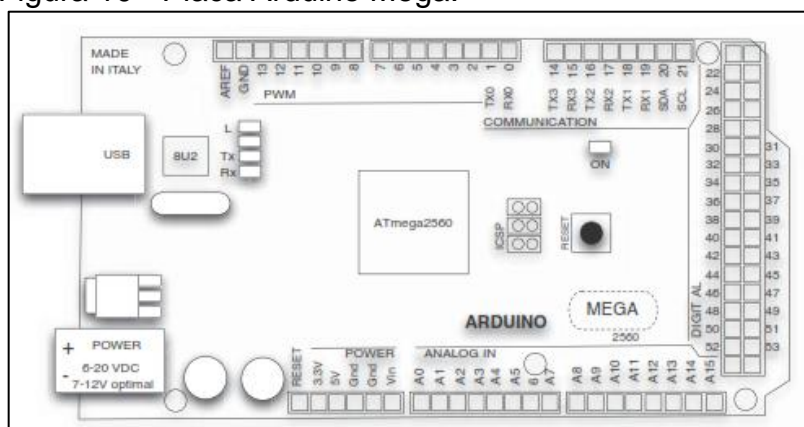 Figura 10 - Placa Arduino Mega.
MADE
IN ITALY
AREF
GND
13
12
11
10
9
8
7
6
5
4
3
2
1
0
TX0
RX0
TX3 14
RX3 15
TX2 16
RX2 17
TX1 18
RX1 19
SDA 20
SCL 21
PWM
COMMUNICATION
USB
8U2
L
Tx
Rx
ON
ATmega2560
ICSP
RESET
22
24
26
28
30 31
32 33
34 35
36 37
38 39
40 41
42 43
44 45
46 47
48 49
50 51
52 53
DIGITAL
MEGA
2560
ARDUINO
+ POWER
- 6-20 VDC
7-12V optimal
POWER
ANALOG IN
RESET
3.3V
5V
Gnd
Gnd
Vin
A0
A1
A2
A3
A4
A5
6
A7
A8
A9
A10
A11
A12
A13
A14
A15